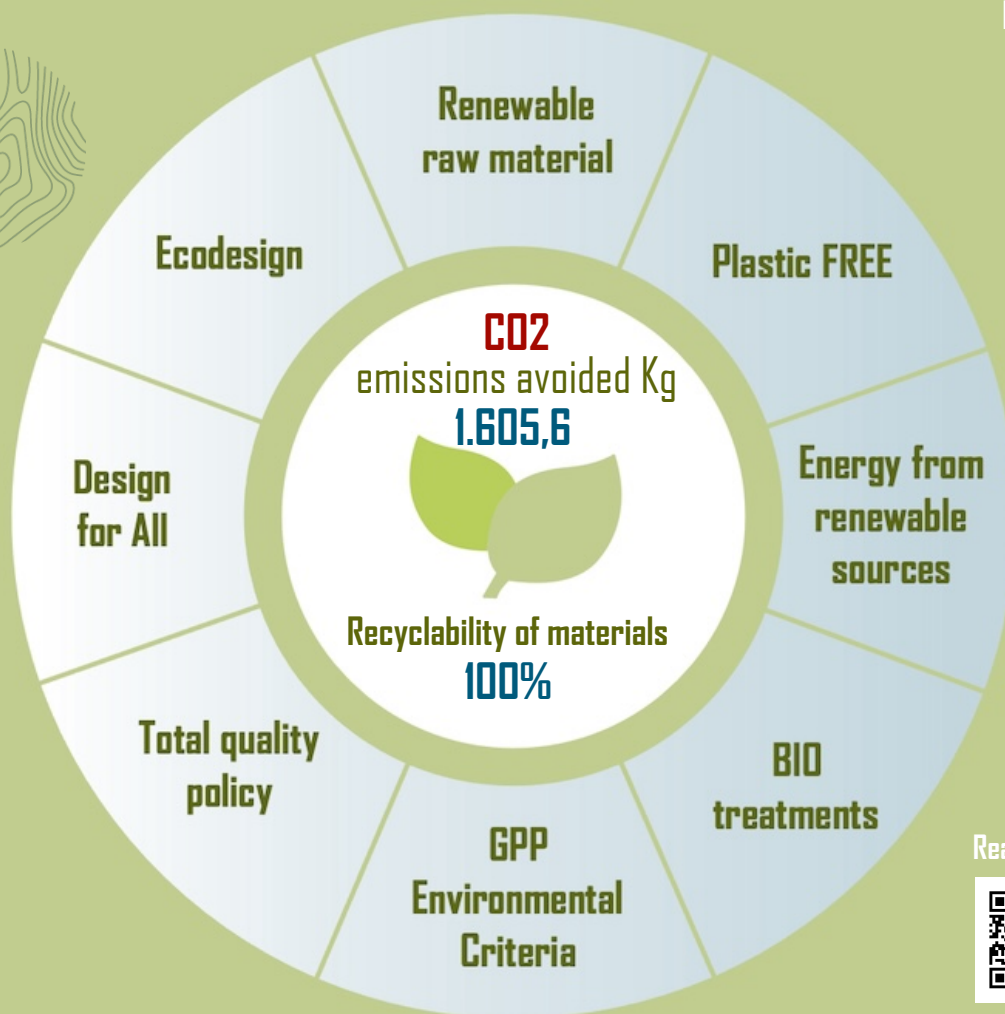 Renewable
raw material
Plastic FREE
Ecodesign
CO2
emissions avoided Kg
1.605,6
Design
for All
Energy from
renewable
sources
Recyclability of materials
100%
Total quality
policy
BIO
treatments
GPP
Environmental
Criteria